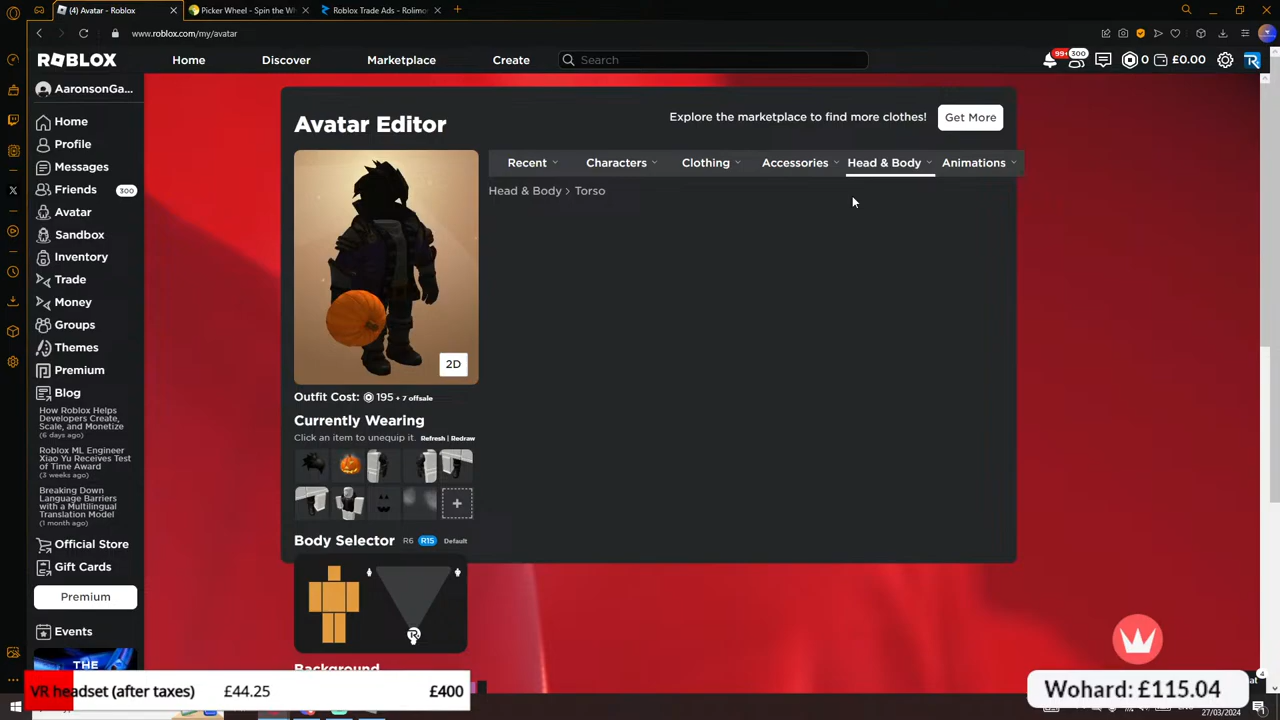 (4) Avatar - Roblox
Picker Wheel - Spin the Wh
Roblox Trade Ads - Rolimo
www.roblox.com/my/avatar
ROBLOX
Home
Discover
Marketplace
Create
Search
99+
300
0
£0.00
AaronsonGa...
Home
Profile
Messages
Friends
300
Avatar
Sandbox
Inventory
Trade
Money
Groups
Themes
Premium
Blog
How Roblox Helps
Developers Create,
Scale, and Monetize
(6 days ago)
Roblox ML Engineer
Xiao Yu Receives Test
of Time Award
(3 weeks ago)
Breaking Down
Language Barriers
with a Multilingual
Translation Model
(1 month ago)
Official Store
Gift Cards
Premium
Events
THE
Avatar Editor
Explore the marketplace to find more clothes!
Get More
Recent
Characters
Clothing
Accessories
Head & Body
Animations
Head & Body > Torso
2D
Outfit Cost: 195 + 7 offsale
Currently Wearing
Click an item to unequip it. Refresh | Redraw
+
Body Selector
R6
R15
Default
Background
VR headset (after taxes)
£44.25
£400
Wohard: £115.04
27/03/2024